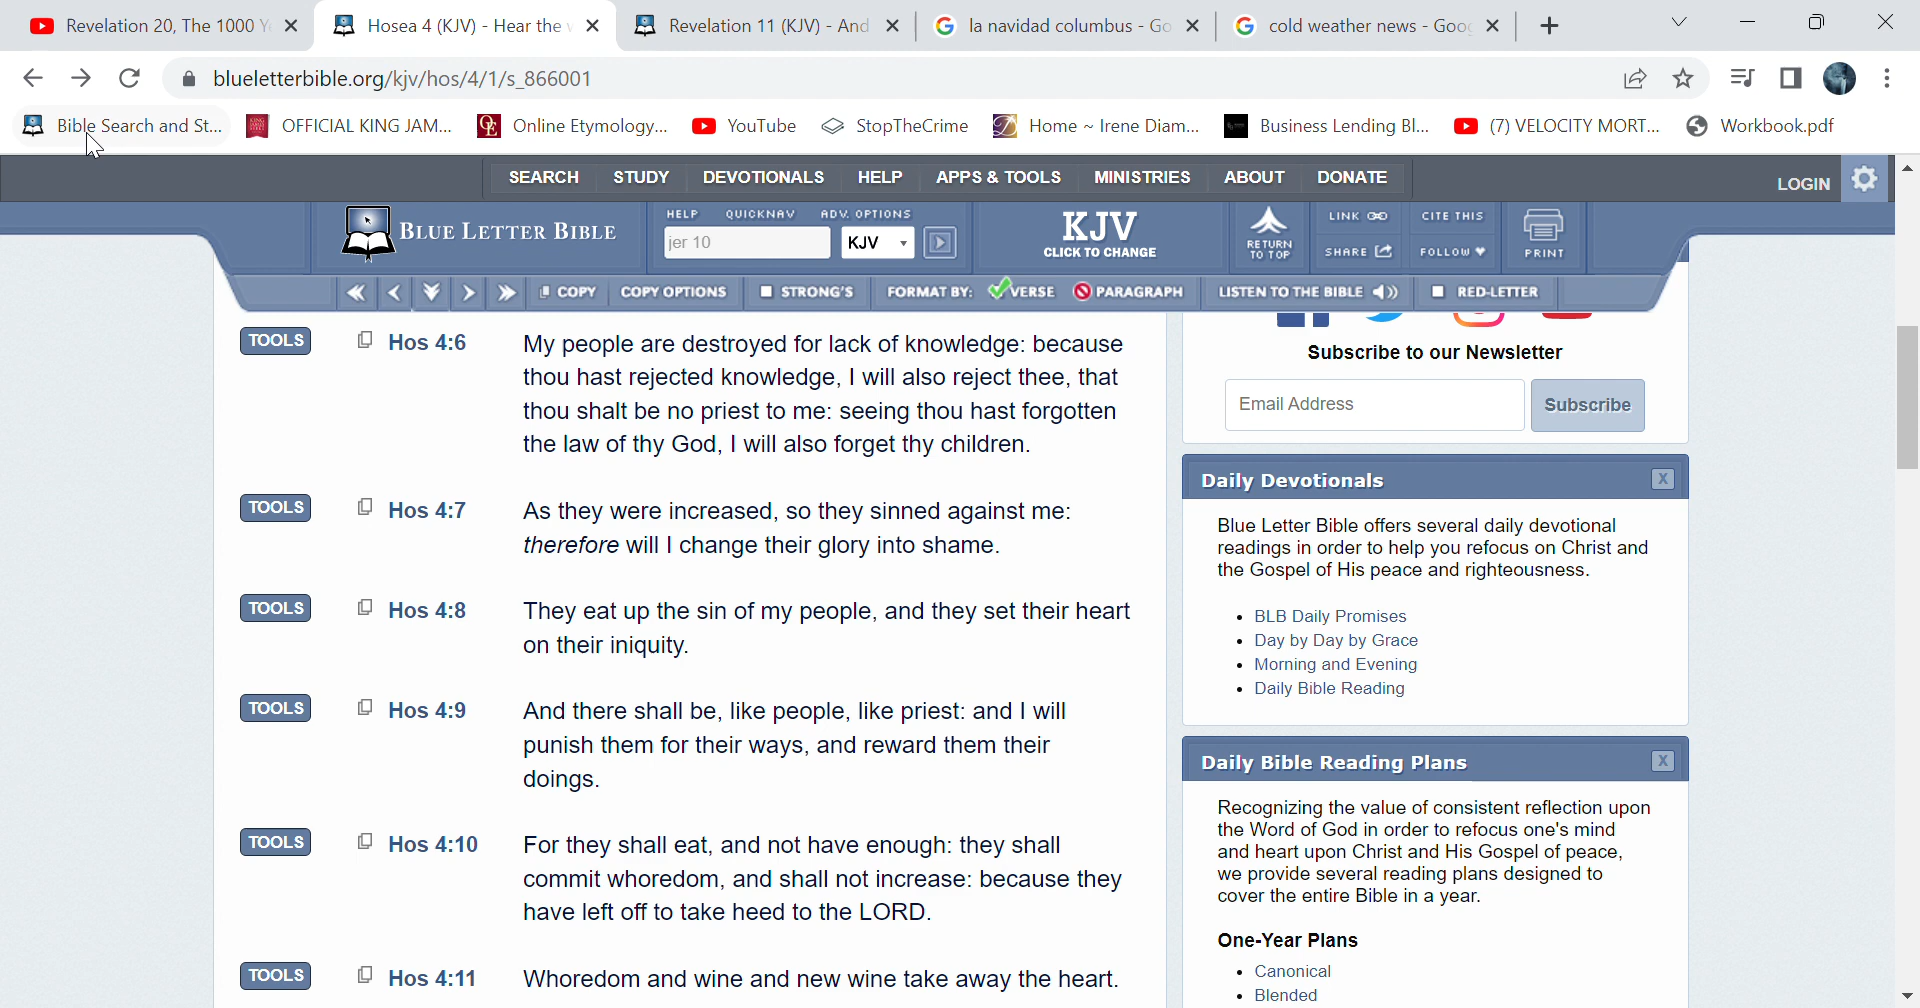 Revelation 20, The 1000 Y
Hosea 4 (KJV) - Hear the
Revelation 11 (KJV) - And
la navidad columbus - Go
cold weather news - Goog
blueletterbible.org/kjv/hos/4/1/s_866001
Bible Search and St...
OFFICIAL KING JAM...
Online Etymology...
YouTube
StopTheCrime
Home ~ Irene Diam...
Business Lending Bl...
(7) VELOCITY MORT...
Workbook.pdf
SEARCH STUDY DEVOTIONALS HELP APPS & TOOLS MINISTRIES ABOUT DONATE
LOGIN
BLUE LETTER BIBLE
HELP QUICKNAV ADV. OPTIONS
jer 10
KJV
KJV
CLICK TO CHANGE
RETURN
TO TOP
LINK
SHARE
CITE THIS
FOLLOW
PRINT
COPY COPY OPTIONS STRONG'S FORMAT BY: VERSE PARAGRAPH LISTEN TO THE BIBLE RED-LETTER
TOOLS Hos 4:6 My people are destroyed for lack of knowledge: because
thou hast rejected knowledge, I will also reject thee, that
thou shalt be no priest to me: seeing thou hast forgotten
the law of thy God, I will also forget thy children.
TOOLS Hos 4:7 As they were increased, so they sinned against me:
therefore will I change their glory into shame.
TOOLS Hos 4:8 They eat up the sin of my people, and they set their heart
on their iniquity.
TOOLS Hos 4:9 And there shall be, like people, like priest: and I will
punish them for their ways, and reward them their
doings.
TOOLS Hos 4:10 For they shall eat, and not have enough: they shall
commit whoredom, and shall not increase: because they
have left off to take heed to the LORD.
TOOLS Hos 4:11 Whoredom and wine and new wine take away the heart.
Subscribe to our Newsletter
Email Address
Subscribe
Daily Devotionals
X
Blue Letter Bible offers several daily devotional
readings in order to help you refocus on Christ and
the Gospel of His peace and righteousness.
• BLB Daily Promises
• Day by Day by Grace
• Morning and Evening
• Daily Bible Reading
Daily Bible Reading Plans
X
Recognizing the value of consistent reflection upon
the Word of God in order to refocus one's mind
and heart upon Christ and His Gospel of peace,
we provide several reading plans designed to
cover the entire Bible in a year.
One-Year Plans
• Canonical
• Blended